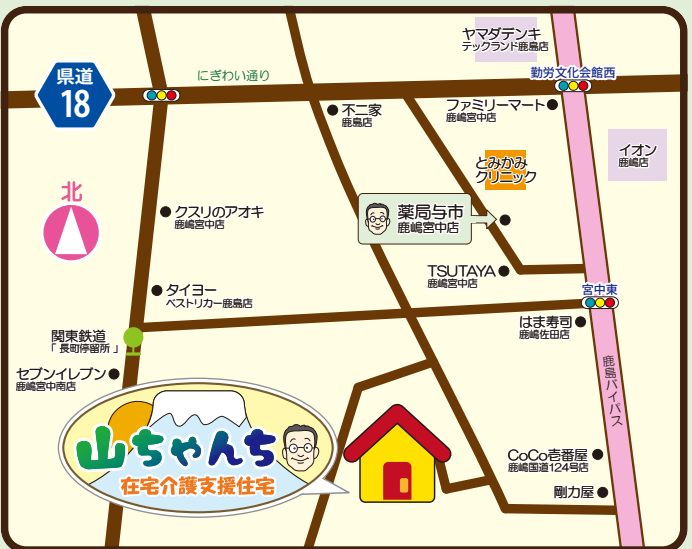 ヤマダデンキ
テックランド鹿島店
県道
18
にぎわい通り
勤労文化会館西
不二家
鹿島店
ファミリーマート
鹿嶋宮中店
イオン
鹿嶋店
とみかみ
クリニック
北
クスリのアオキ
鹿嶋宮中店
薬局与市
鹿嶋宮中店
TSUTAYA
鹿嶋宮中店
タイヨー
ベストリカー鹿島店
宮中東
はま寿司
鹿嶋佐田店
関東鉄道
「 長町停留所 」
セブンイレブン
鹿嶋宮中南店
鹿島バイパス
山ちゃんち
在宅介護支援住宅
CoCo壱番屋
鹿嶋国道124号店
剛力屋